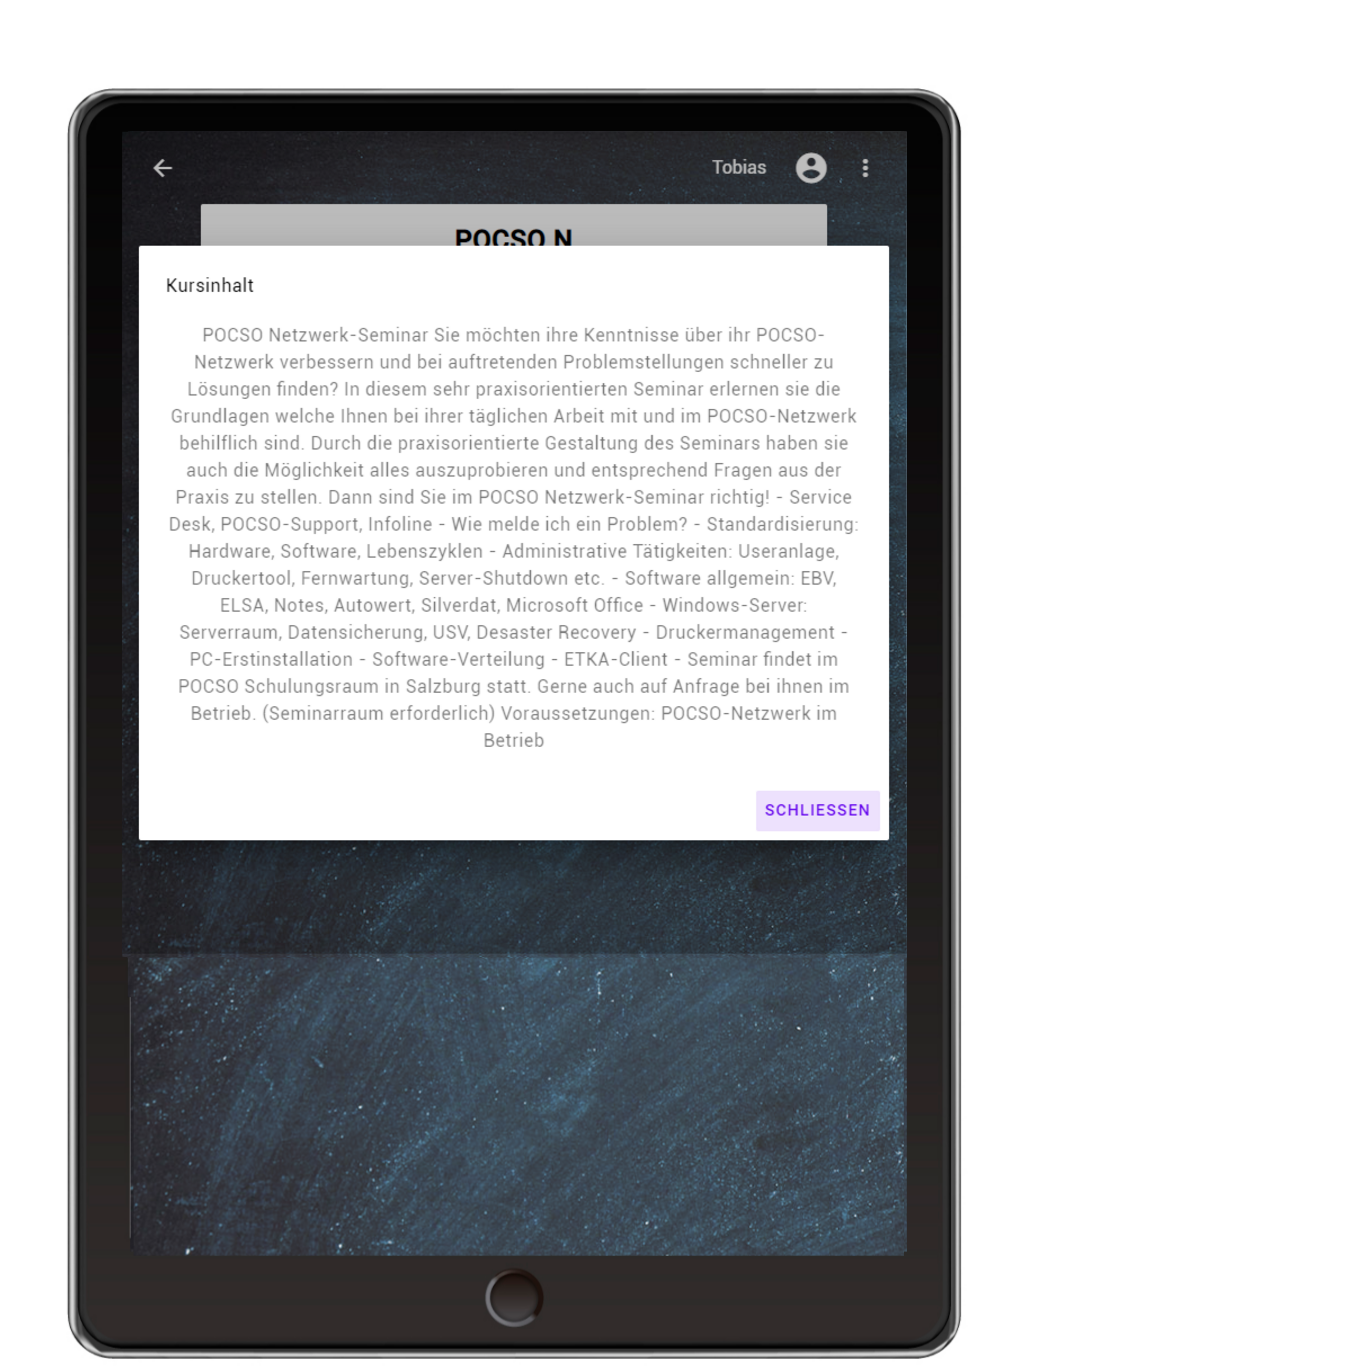 Tobias
POCSO N
Kursinhalt
POCSO Netzwerk-Seminar Sie möchten ihre Kenntnisse über ihr POCSO-
Netzwerk verbessern und bei auftretenden Problemstellungen schneller zu
Lösungen finden? In diesem sehr praxisorientierten Seminar erlernen sie die
Grundlagen welche Ihnen bei ihrer täglichen Arbeit mit und im POCSO-Netzwerk
behilflich sind. Durch die praxisorientierte Gestaltung des Seminars haben sie
auch die Möglichkeit alles auszuprobieren und entsprechend Fragen aus der
Praxis zu stellen. Dann sind Sie im POCSO Netzwerk-Seminar richtig! - Service
Desk, POCSO-Support, Infoline - Wie melde ich ein Problem? - Standardisierung:
Hardware, Software, Lebenszyklen - Administrative Tätigkeiten: Useranlage,
Druckertool, Fernwartung, Server-Shutdown etc. - Software allgemein: EBV,
ELSA, Notes, Autowert, Silverdat, Microsoft Office - Windows-Server:
Serverraum, Datensicherung, USV, Desaster Recovery - Druckermanagement -
PC-Erstinstallation - Software-Verteilung - ETKA-Client - Seminar findet im
POCSO Schulungsraum in Salzburg statt. Gerne auch auf Anfrage bei ihnen im
Betrieb. (Seminarraum erforderlich) Voraussetzungen: POCSO-Netzwerk im
Betrieb
SCHLIESSEN